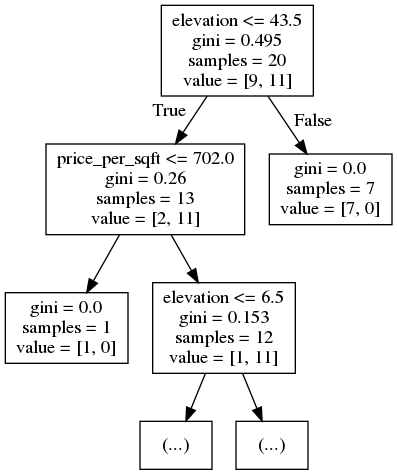 elevation <= 43.5
gini = 0.495
samples = 20
value = [9, 11]
True
False
price_per_sqft <= 702.0
gini = 0.26
samples = 13
value = [2, 11]
gini = 0.0
samples = 7
value = [7, 0]
gini = 0.0
samples = 1
value = [1, 0]
elevation <= 6.5
gini = 0.153
samples = 12
value = [1, 11]
(...)
(...)